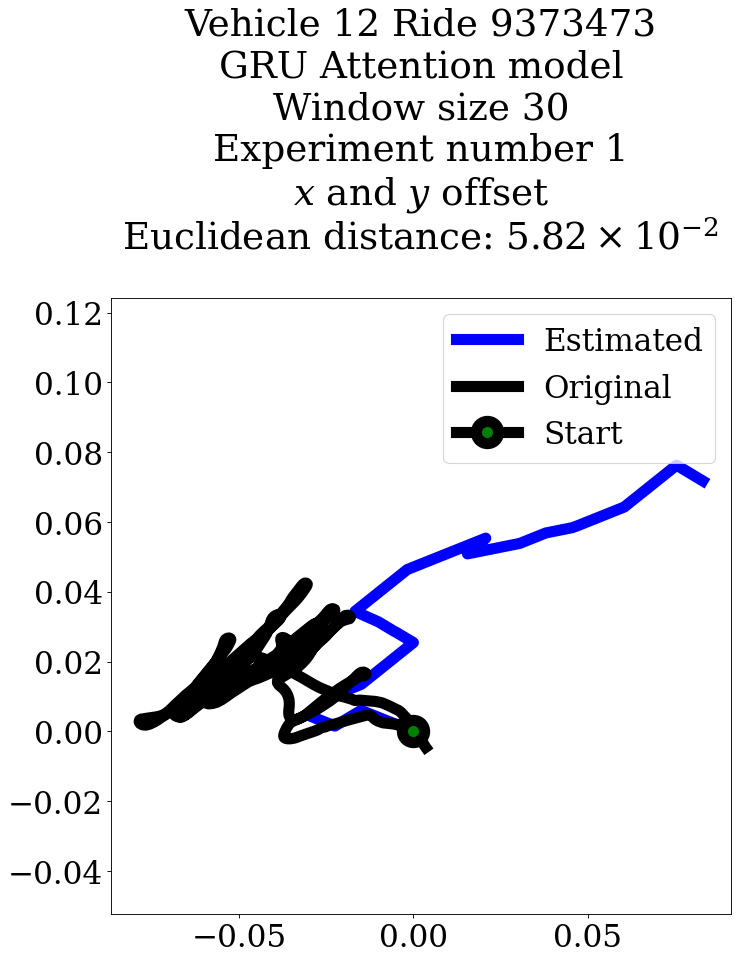 Vehicle 12 Ride 9373473
GRU Attention model
Window size 30
Experiment number 1
x and y offset
Euclidean distance: 5.82 × 10⁻²
Estimated
Original
Start
0.12
0.10
0.08
0.06
0.04
0.02
0.00
−0.02
−0.04
−0.05 0.00 0.05